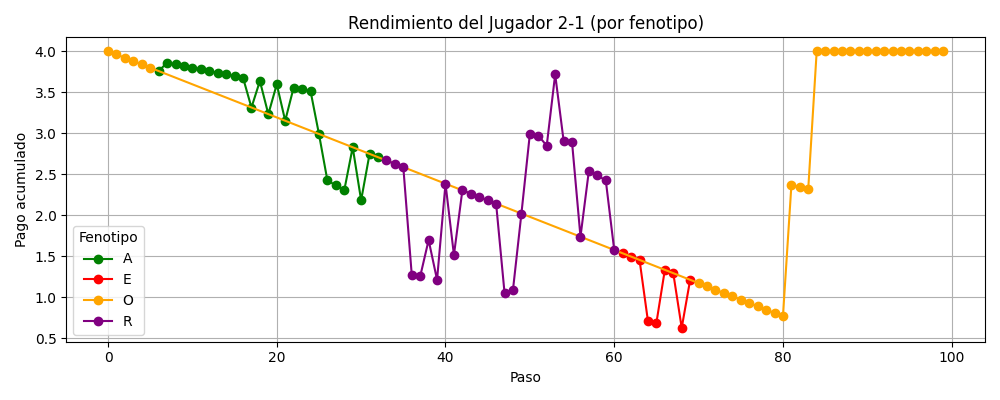 Rendimiento del Jugador 2-1 (por fenotipo)
Pago acumulado
4.0
3.5
3.0
2.5
2.0
1.5
1.0
0.5
Fenotipo
A
E
O
R
0 20 40 60 80 100
Paso